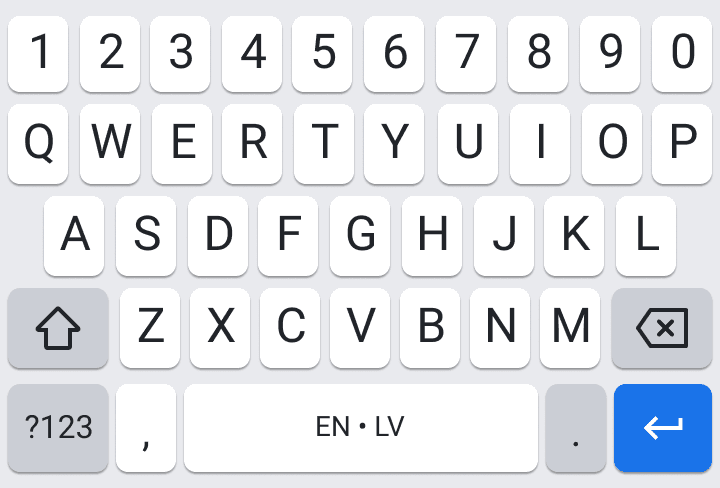 1 2 3 4 5 6 7 8 9 0
Q W E R T Y U I O P
A S D F G H J K L
Z X C V B N M
?123 , EN • LV .